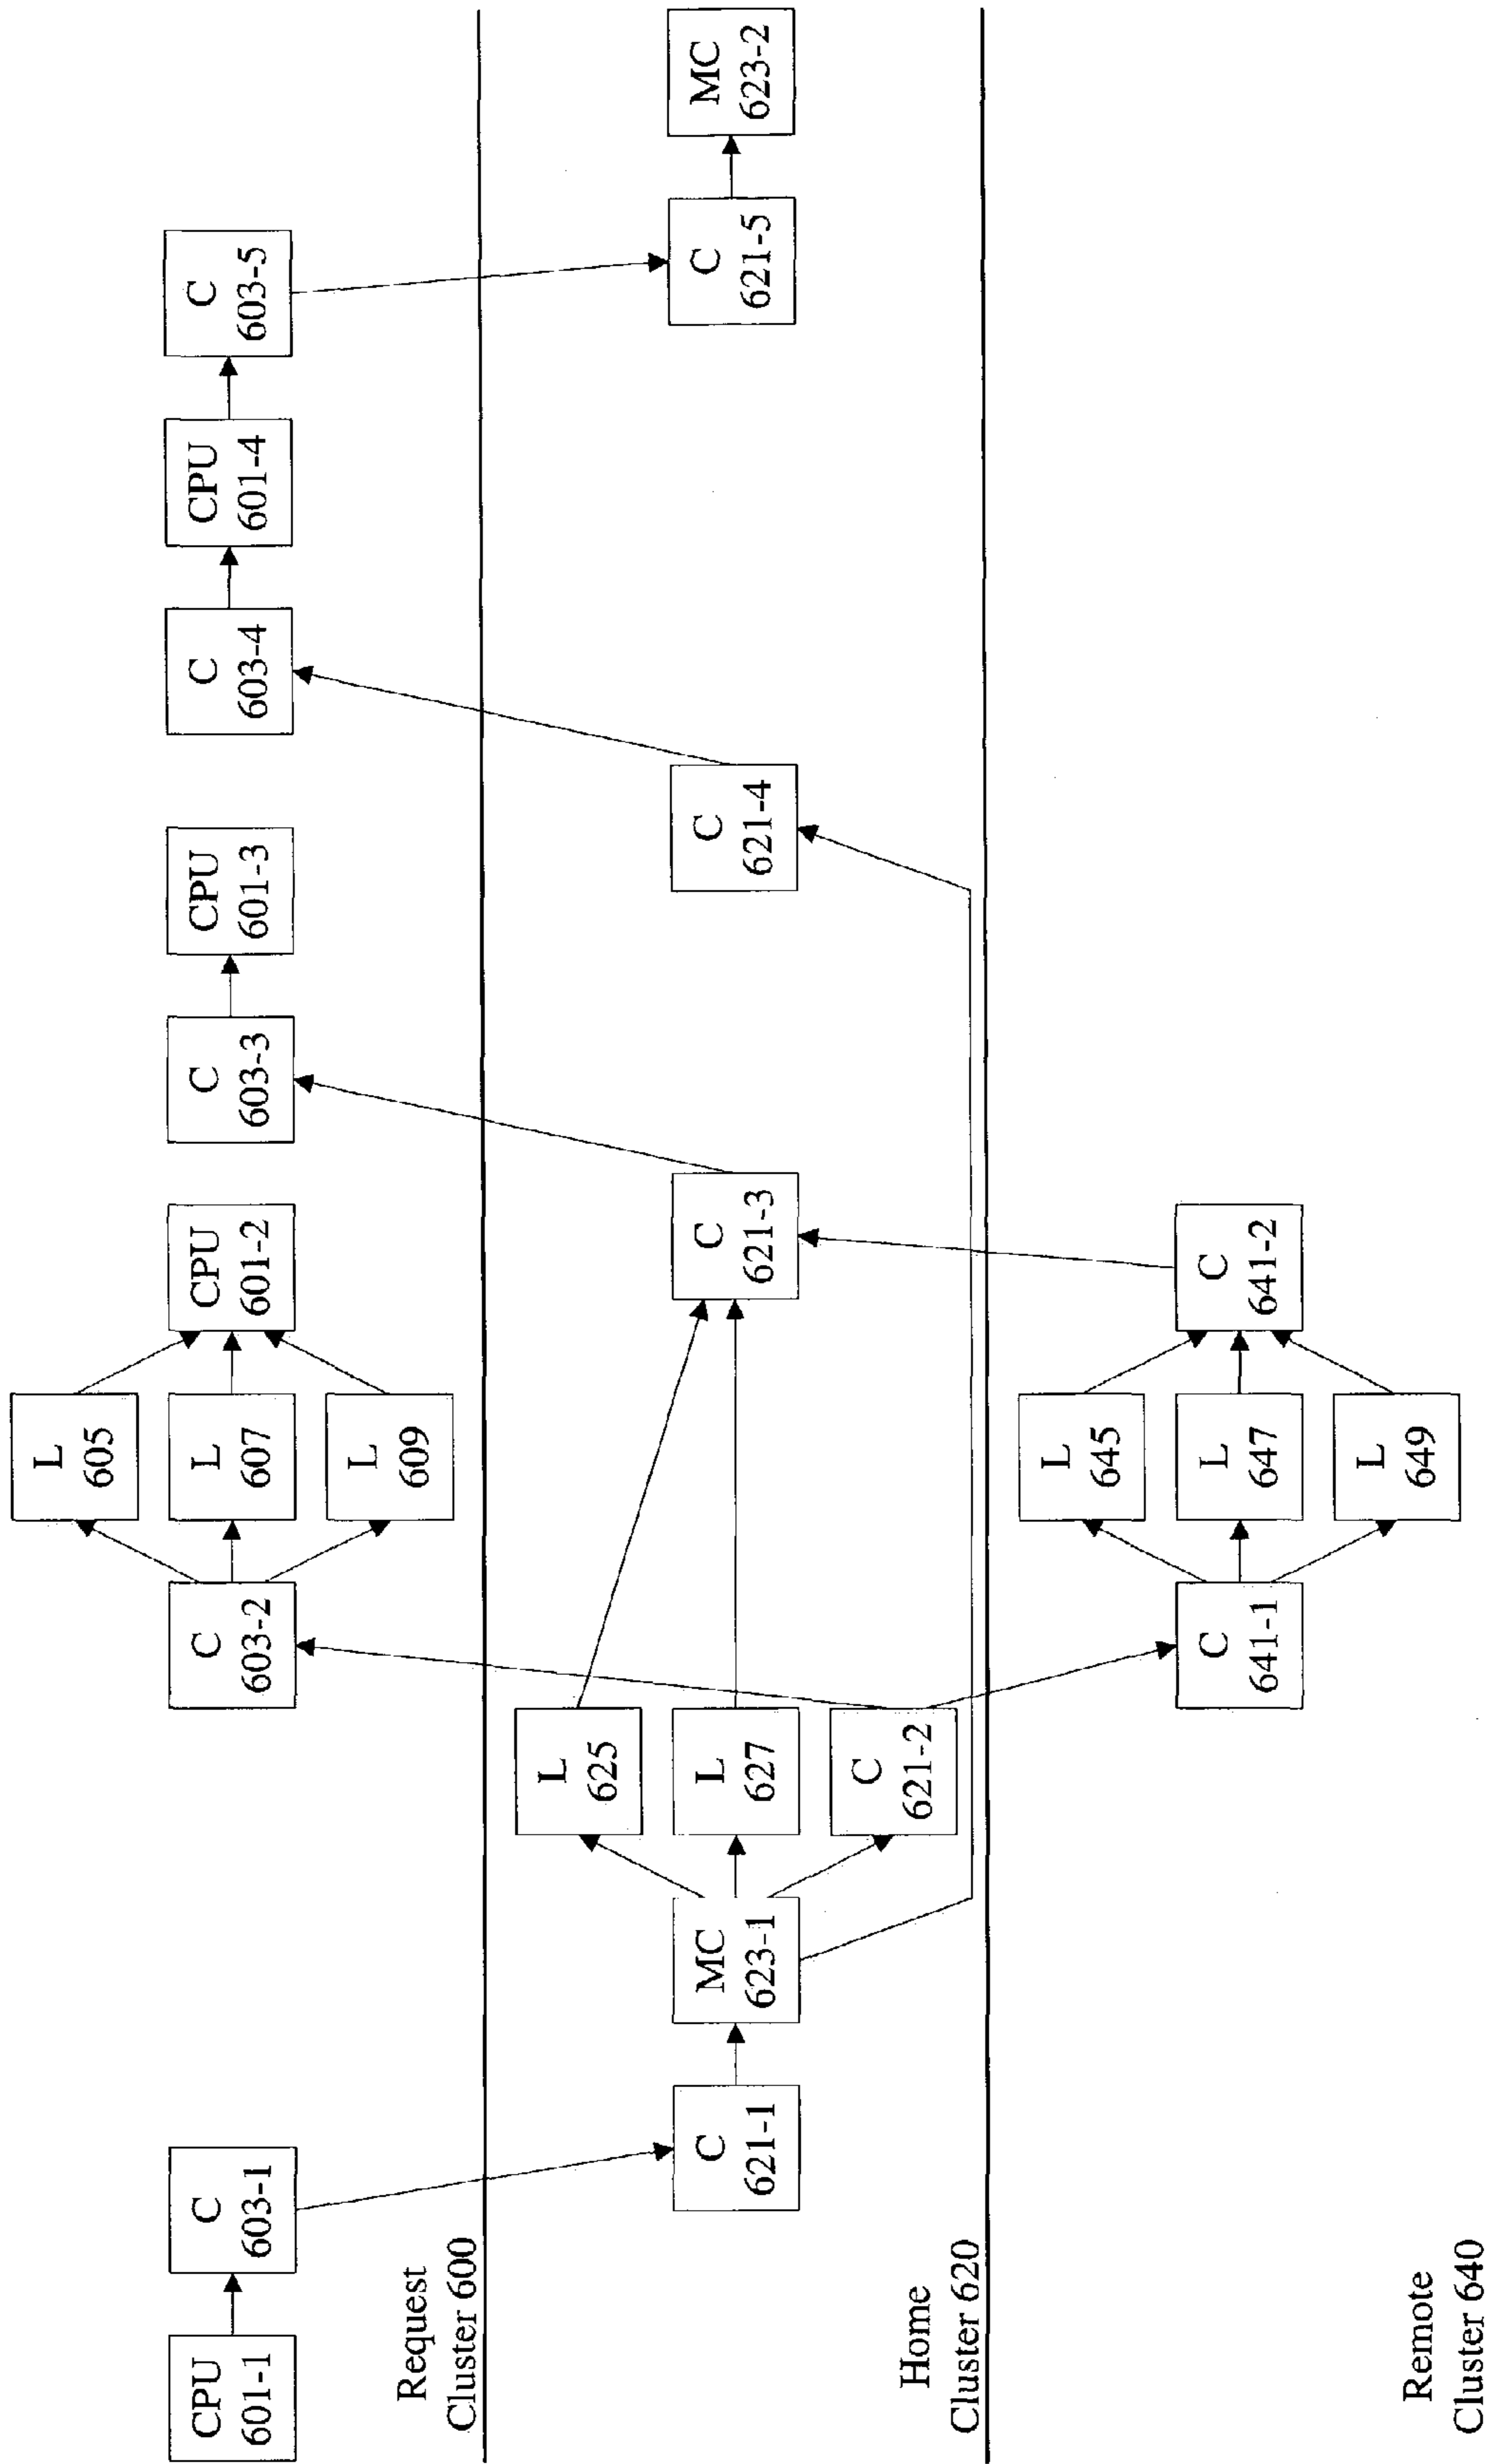 CPU
601-1
C
603-1
C
603-2
L
605
L
607
L
609
CPU
601-2
C
603-3
CPU
601-3
C
603-4
CPU
601-4
C
603-5
Request
Cluster 600
C
621-1
MC
623-1
L
625
L
627
C
621-2
C
621-3
C
621-4
C
621-5
MC
623-2
Home
Cluster 620
C
641-1
L
645
L
647
L
649
C
641-2
Remote
Cluster 640